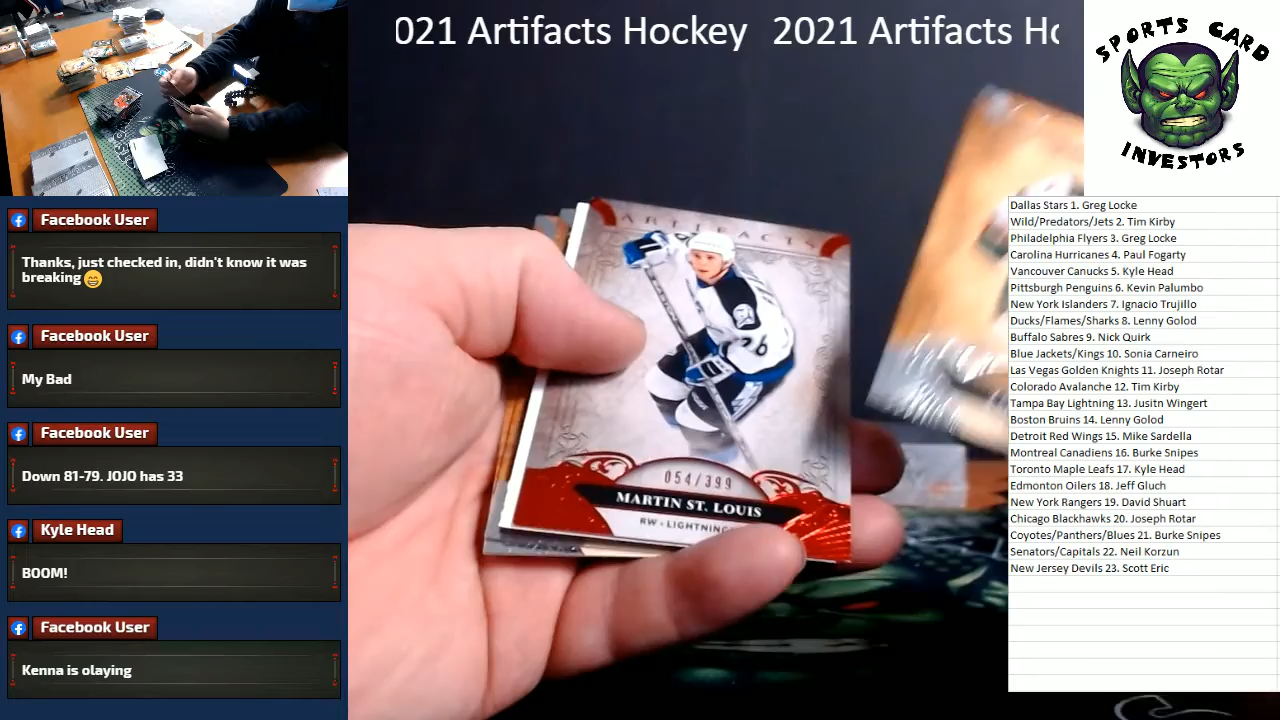 021 Artifacts Hockey 2021 Artifacts Ho
SPORTS CARD
INVESTORS
Facebook User
Thanks, just checked in, didn't know it was
breaking 😁
Facebook User
My Bad
Facebook User
Down 81-79. JOJO has 33
Kyle Head
BOOM!
Facebook User
Kenna is olaying
ARTIFACTS
26
054/399
MARTIN ST. LOUIS
RW • LIGHTNING
Dallas Stars 1. Greg Locke
Wild/Predators/Jets 2. Tim Kirby
Philadelphia Flyers 3. Greg Locke
Carolina Hurricanes 4. Paul Fogarty
Vancouver Canucks 5. Kyle Head
Pittsburgh Penguins 6. Kevin Palumbo
New York Islanders 7. Ignacio Trujillo
Ducks/Flames/Sharks 8. Lenny Golod
Buffalo Sabres 9. Nick Quirk
Blue Jackets/Kings 10. Sonia Carneiro
Las Vegas Golden Knights 11. Joseph Rotar
Colorado Avalanche 12. Tim Kirby
Tampa Bay Lightning 13. Jusitn Wingert
Boston Bruins 14. Lenny Golod
Detroit Red Wings 15. Mike Sardella
Montreal Canadiens 16. Burke Snipes
Toronto Maple Leafs 17. Kyle Head
Edmonton Oilers 18. Jeff Gluch
New York Rangers 19. David Shuart
Chicago Blackhawks 20. Joseph Rotar
Coyotes/Panthers/Blues 21. Burke Snipes
Senators/Capitals 22. Neil Korzun
New Jersey Devils 23. Scott Eric